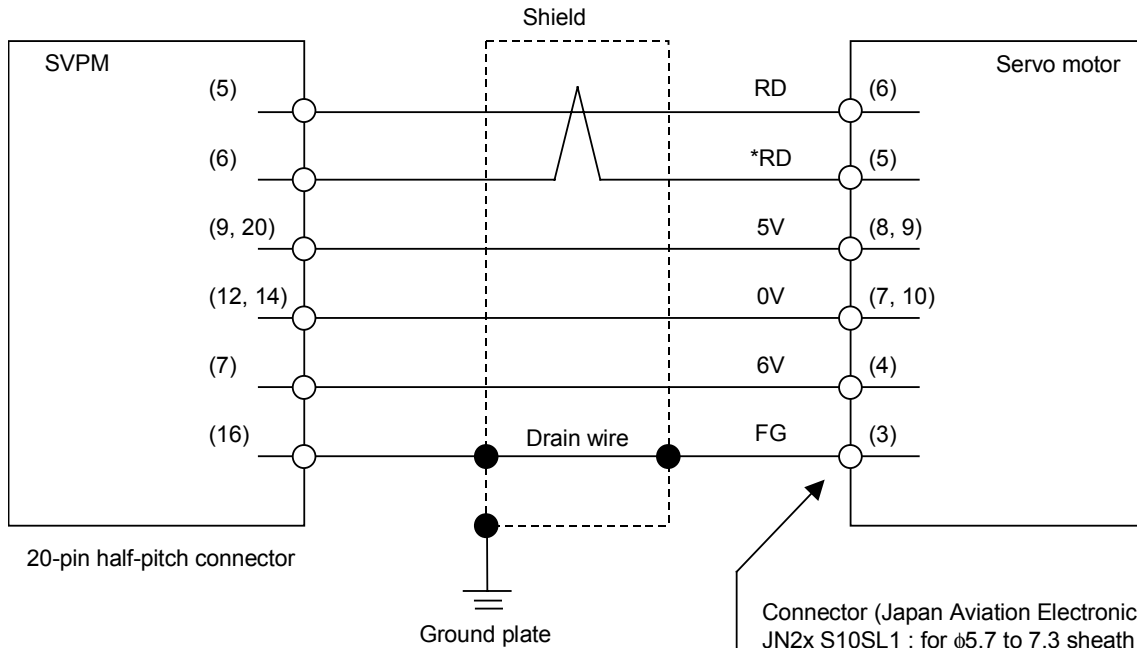 Shield
SVPM
Servo motor
(5) RD (6)
(6) *RD (5)
(9, 20) 5V (8, 9)
(12, 14) 0V (7, 10)
(7) 6V (4)
(16) Drain wire FG (3)
20-pin half-pitch connector
Ground plate
Connector (Japan Aviation Electronic
JN2x S10SL1 : for φ5.7 to 7.3 sheath